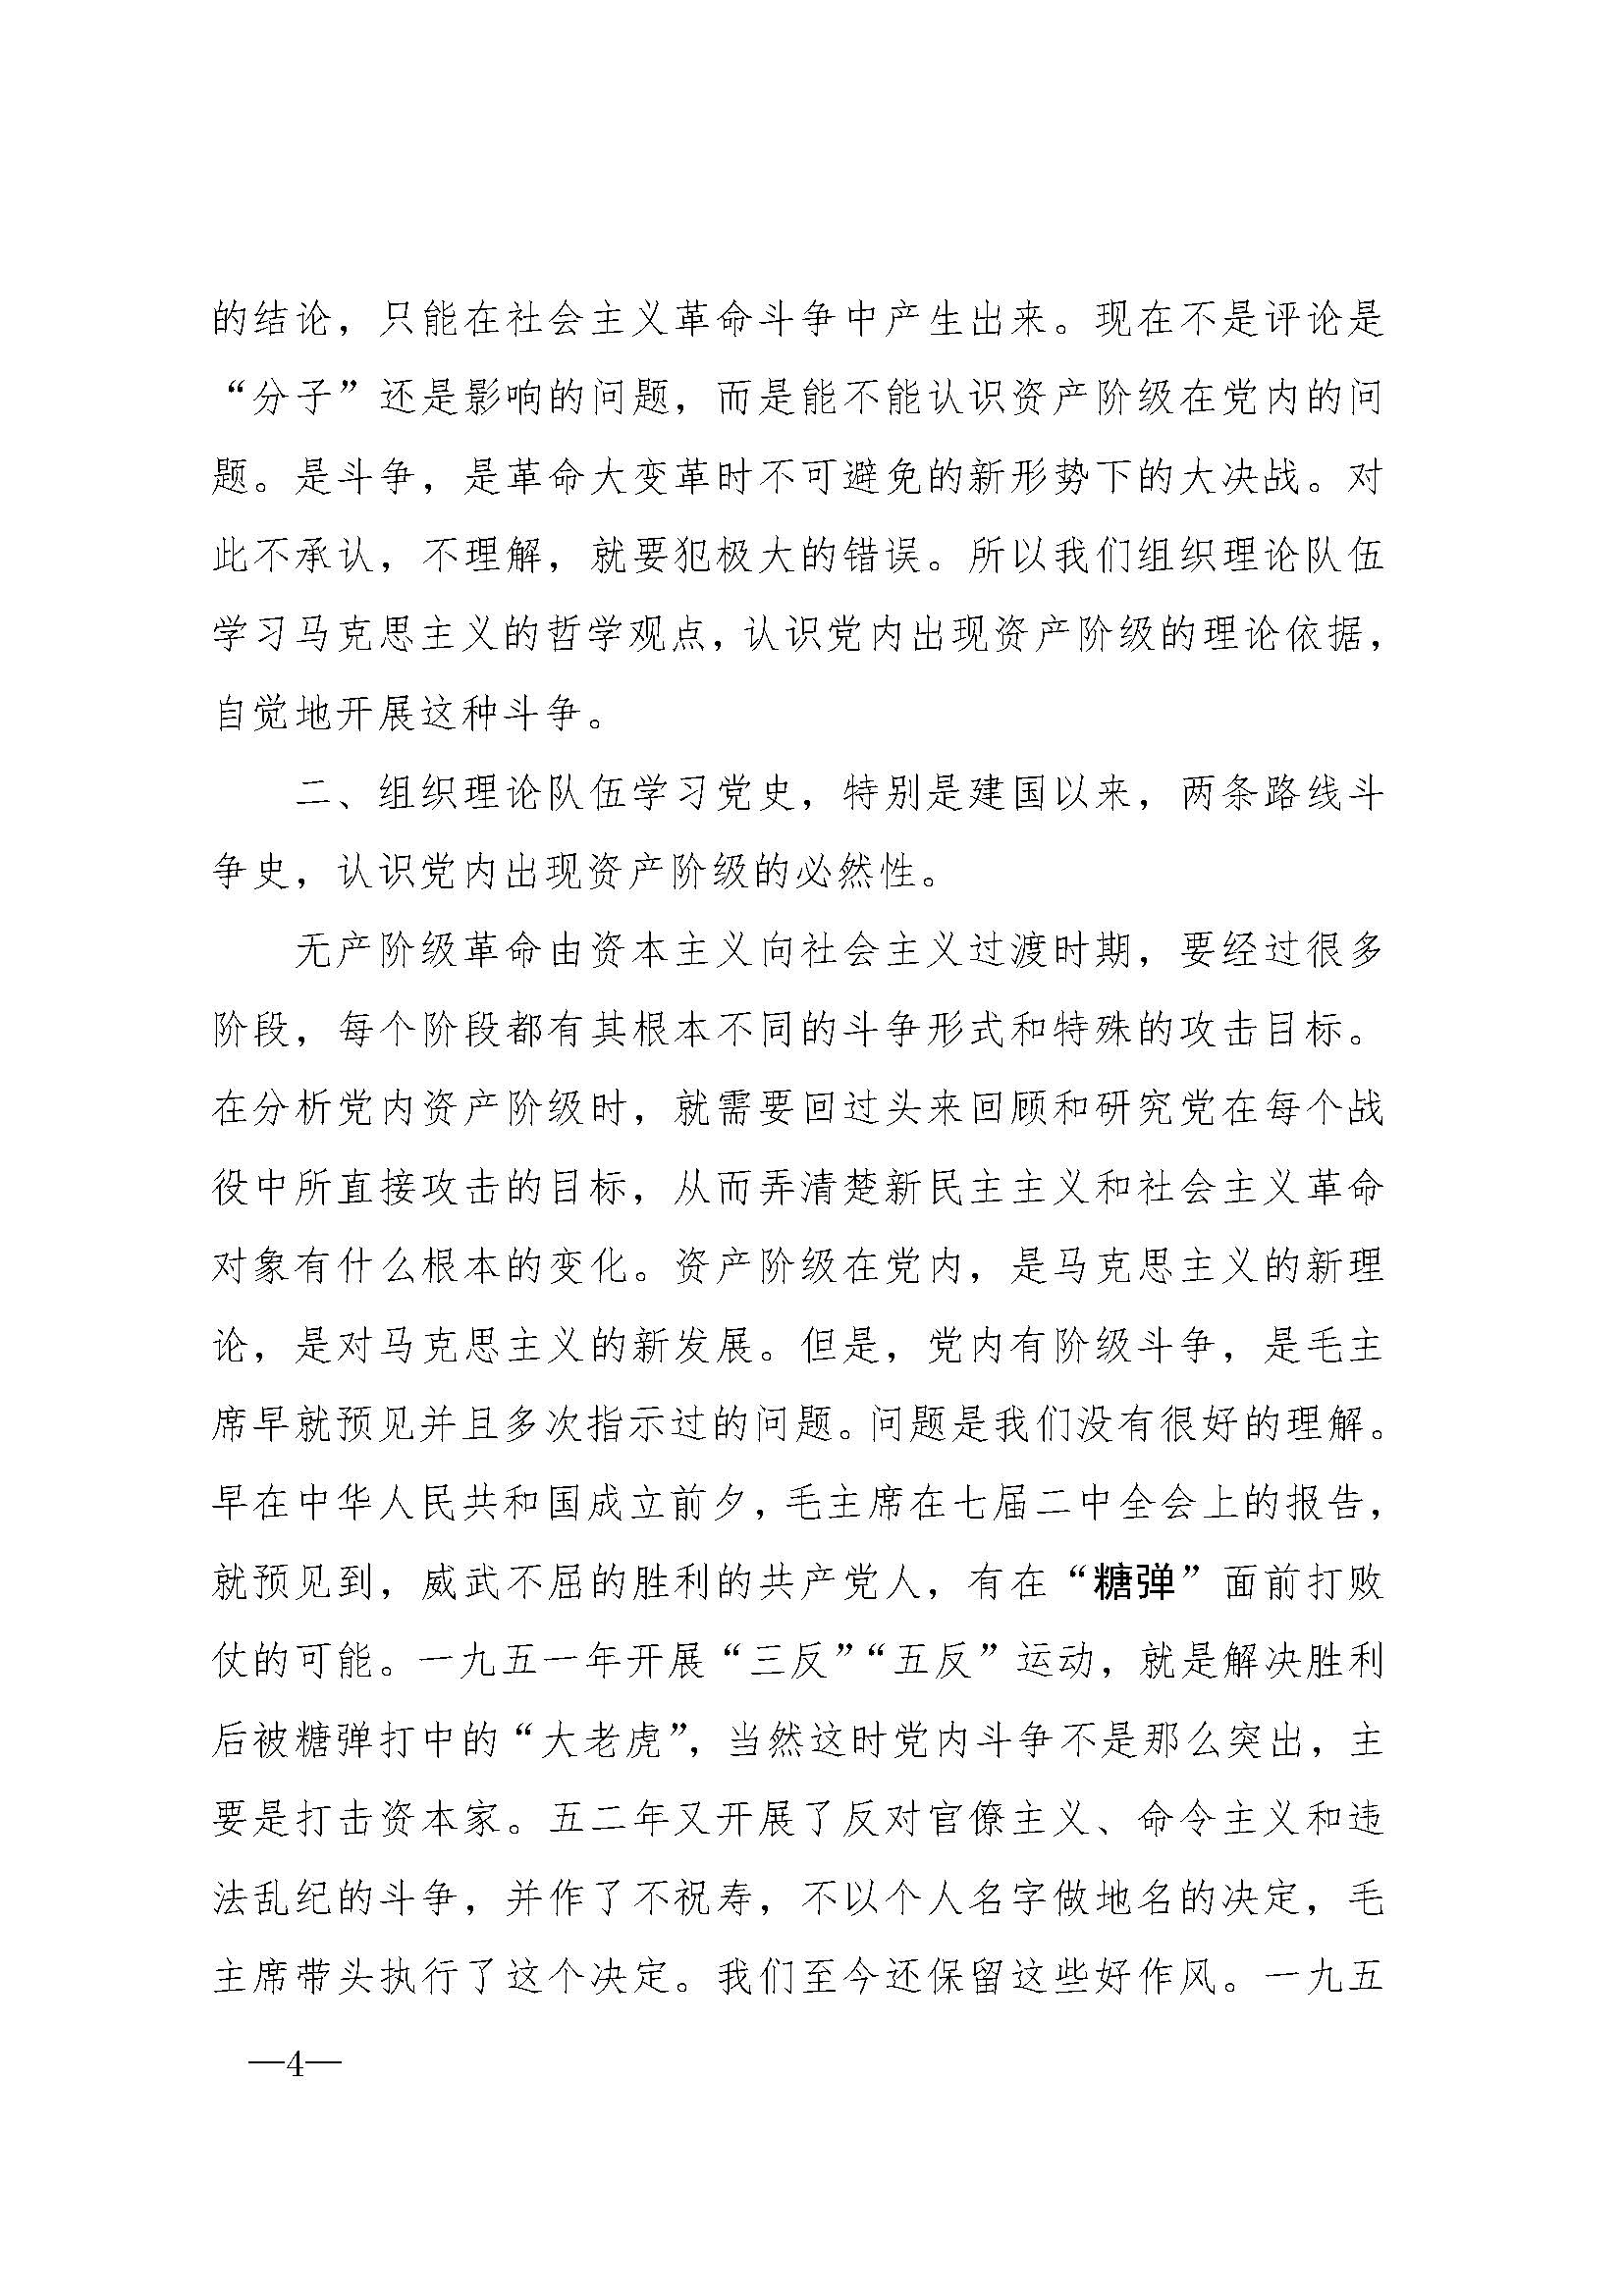 的结论，只能在社会主义革命斗争中产生出来。现在不是评论是
“分子”还是影响的问题，而是能不能认识资产阶级在党内的问
题。是斗争，是革命大变革时不可避免的新形势下的大决战。对
此不承认，不理解，就要犯极大的错误。所以我们组织理论队伍
学习马克思主义的哲学观点，认识党内出现资产阶级的理论依据，
自觉地开展这种斗争。
二、组织理论队伍学习党史，特别是建国以来，两条路线斗
争史，认识党内出现资产阶级的必然性。
无产阶级革命由资本主义向社会主义过渡时期，要经过很多
阶段，每个阶段都有其根本不同的斗争形式和特殊的攻击目标。
在分析党内资产阶级时，就需要回过头来回顾和研究党在每个战
役中所直接攻击的目标，从而弄清楚新民主主义和社会主义革命
对象有什么根本的变化。资产阶级在党内，是马克思主义的新理
论，是对马克思主义的新发展。但是，党内有阶级斗争，是毛主
席早就预见并且多次指示过的问题。问题是我们没有很好的理解。
早在中华人民共和国成立前夕，毛主席在七届二中全会上的报告，
就预见到，威武不屈的胜利的共产党人，有在“糖弹”面前打败
仗的可能。一九五一年开展“三反”“五反”运动，就是解决胜利
后被糖弹打中的“大老虎”，当然这时党内斗争不是那么突出，主
要是打击资本家。五二年又开展了反对官僚主义、命令主义和违
法乱纪的斗争，并作了不祝寿，不以个人名字做地名的决定，毛
主席带头执行了这个决定。我们至今还保留这些好作风。一九五
—4—